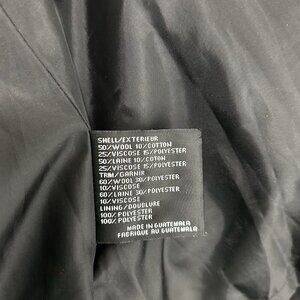 SHELL/EXTERIEUR
50%WOOL 10%COTTON
25%VISCOSE 15%POLYESTER
50%LAINE 10%COTON
25%VISCOSE 15%POLYESTER
TRM/GARNIR
60%WOOL 30%POLYESTER
10%VISCOSE
60%LAINE 30%POLYESTER
10%VISCOSE
LINING/DOUBLURE
100%POLYESTER
100%POLYESTER
MADE IN GUATEMALA
FABRIQUE AU GUATEMALA